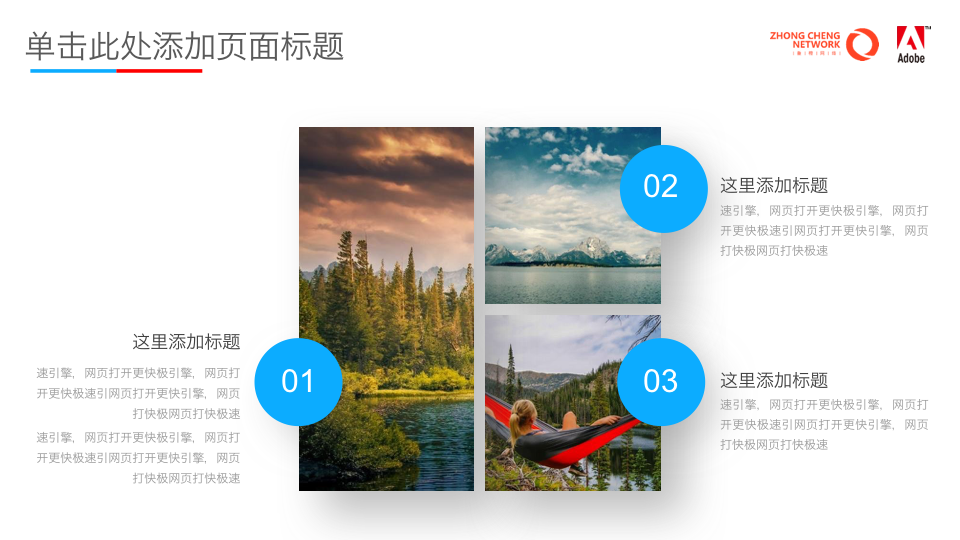 单击此处添加页面标题
ZHONG CHENG
NETWORK
Adobe
TM
01
这里添加标题
速引擎，网页打开更快极引擎，网页打
开更快极速引网页打开更快引擎，网页
打快极网页打快极速
速引擎，网页打开更快极引擎，网页打
开更快极速引网页打开更快引擎，网页
打快极网页打快极速
02
这里添加标题
速引擎，网页打开更快极引擎，网页打
开更快极速引网页打开更快引擎，网页
打快极网页打快极速
03
这里添加标题
速引擎，网页打开更快极引擎，网页打
开更快极速引网页打开更快引擎，网页
打快极网页打快极速